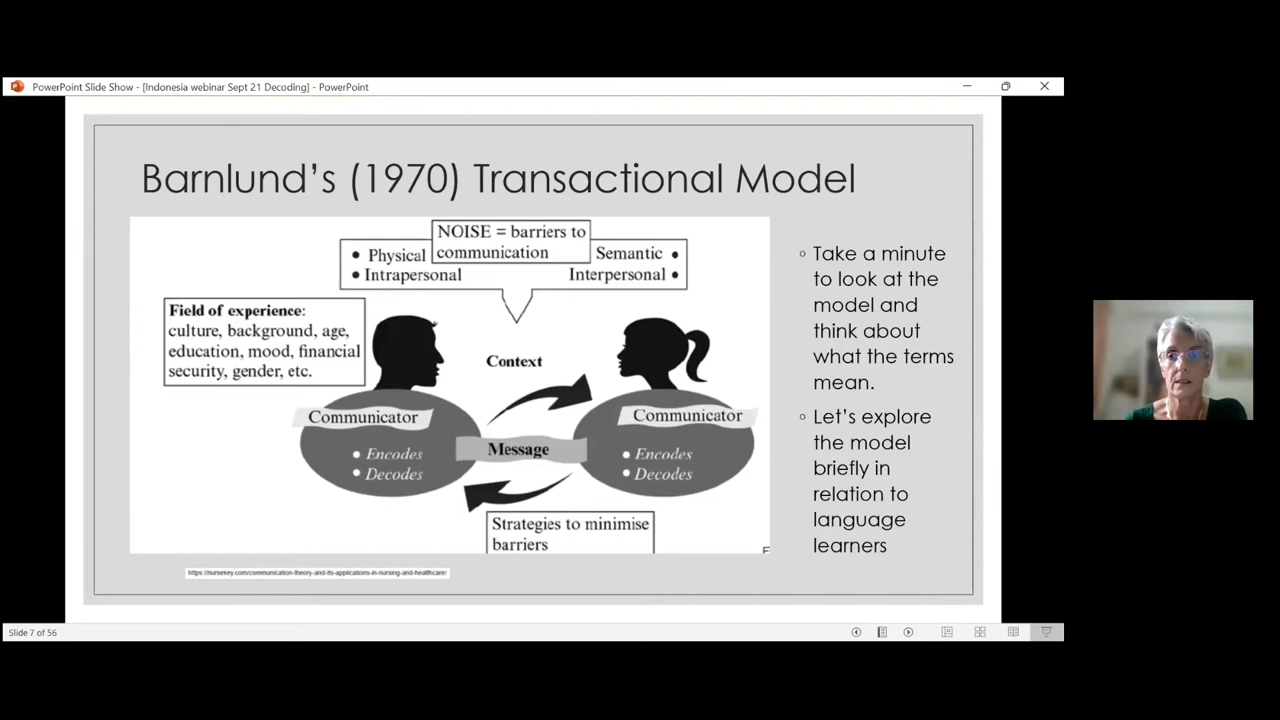 PowerPoint Slide Show - [Indonesia webinar Sept 21 Decoding] - PowerPoint
Barnlund's (1970) Transactional Model
NOISE = barriers to
communication
• Physical
• Intrapersonal
Semantic •
Interpersonal •
Field of experience:
culture, background, age,
education, mood, financial
security, gender, etc.
Context
Communicator
• Encodes
• Decodes
Message
Communicator
• Encodes
• Decodes
Strategies to minimise
barriers
https://nursekey.com/communication-theory-and-its-applications-in-nursing-and-healthcare/
Take a minute
to look at the
model and
think about
what the terms
mean.
Let's explore
the model
briefly in
relation to
language
learners
Slide 7 of 56